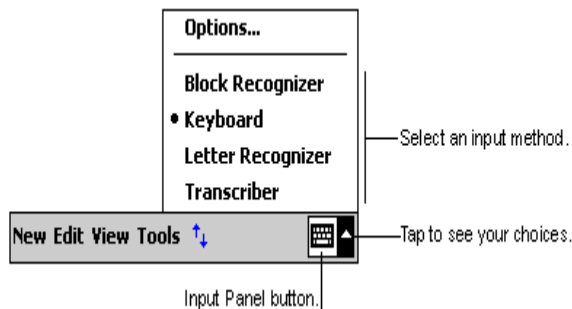 Options...
Block Recognizer
• Keyboard
Letter Recognizer
Transcriber
Select an input method.
New Edit View Tools
Tap to see your choices.
Input Panel button.